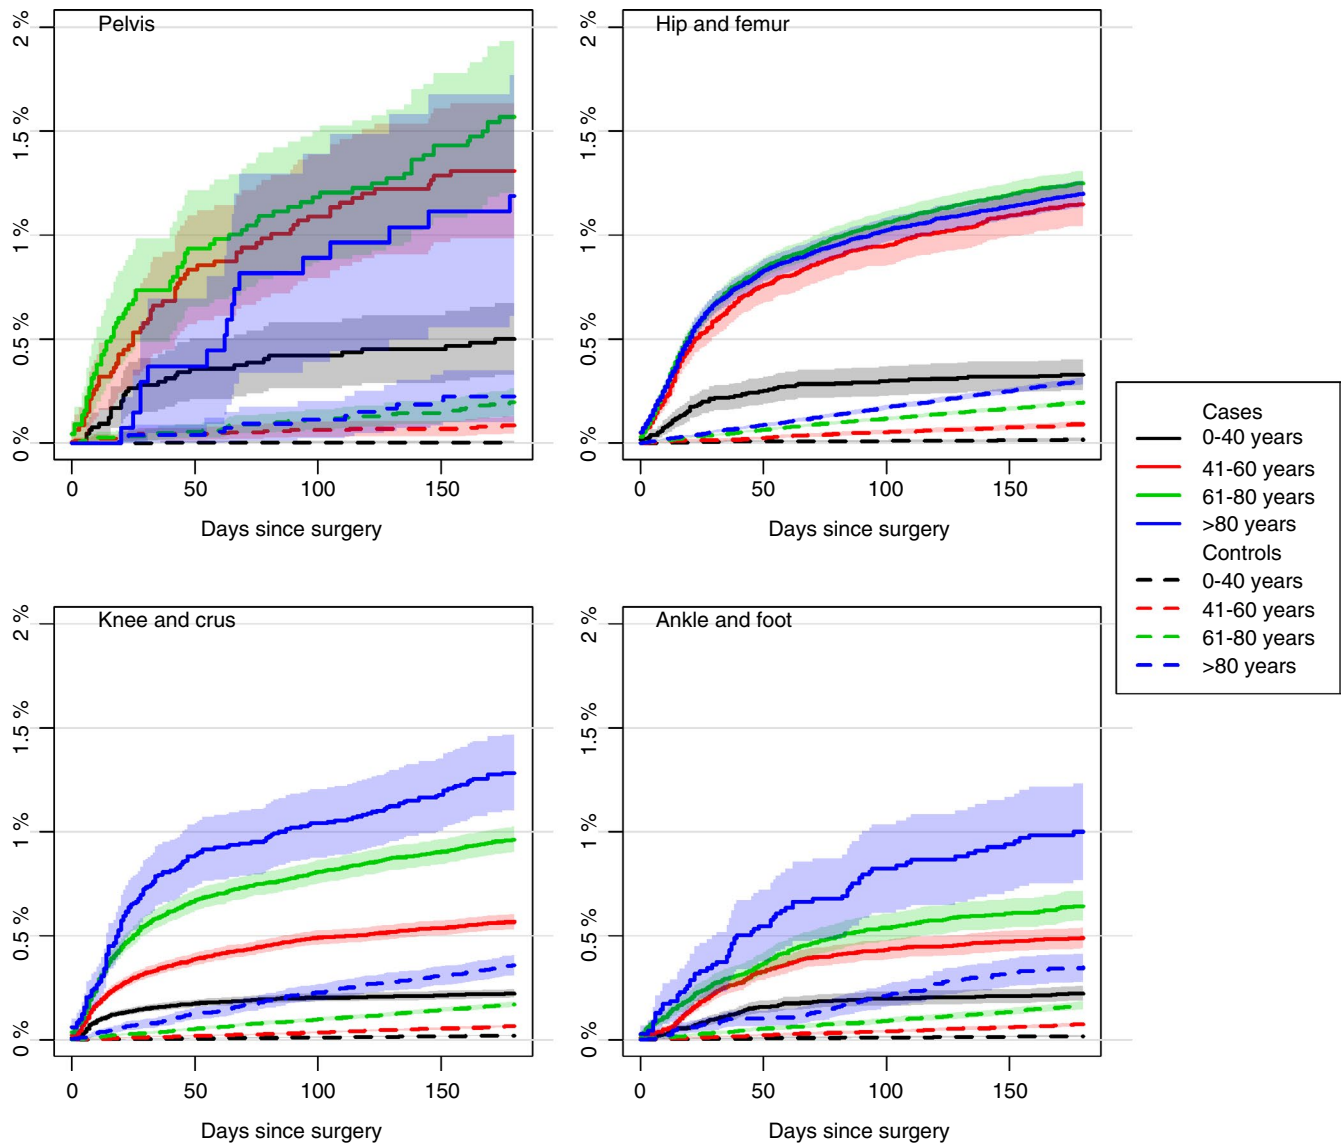 Pelvis
2 %
1.5 %
1 %
0.5 %
0 %
0 50 100 150
Days since surgery
Hip and femur
2 %
1.5 %
1 %
0.5 %
0 %
0 50 100 150
Days since surgery
Knee and crus
2 %
1.5 %
1 %
0.5 %
0 %
0 50 100 150
Days since surgery
Ankle and foot
2 %
1.5 %
1 %
0.5 %
0 %
0 50 100 150
Days since surgery
Cases
0-40 years
41-60 years
61-80 years
>80 years
Controls
0-40 years
41-60 years
61-80 years
>80 years